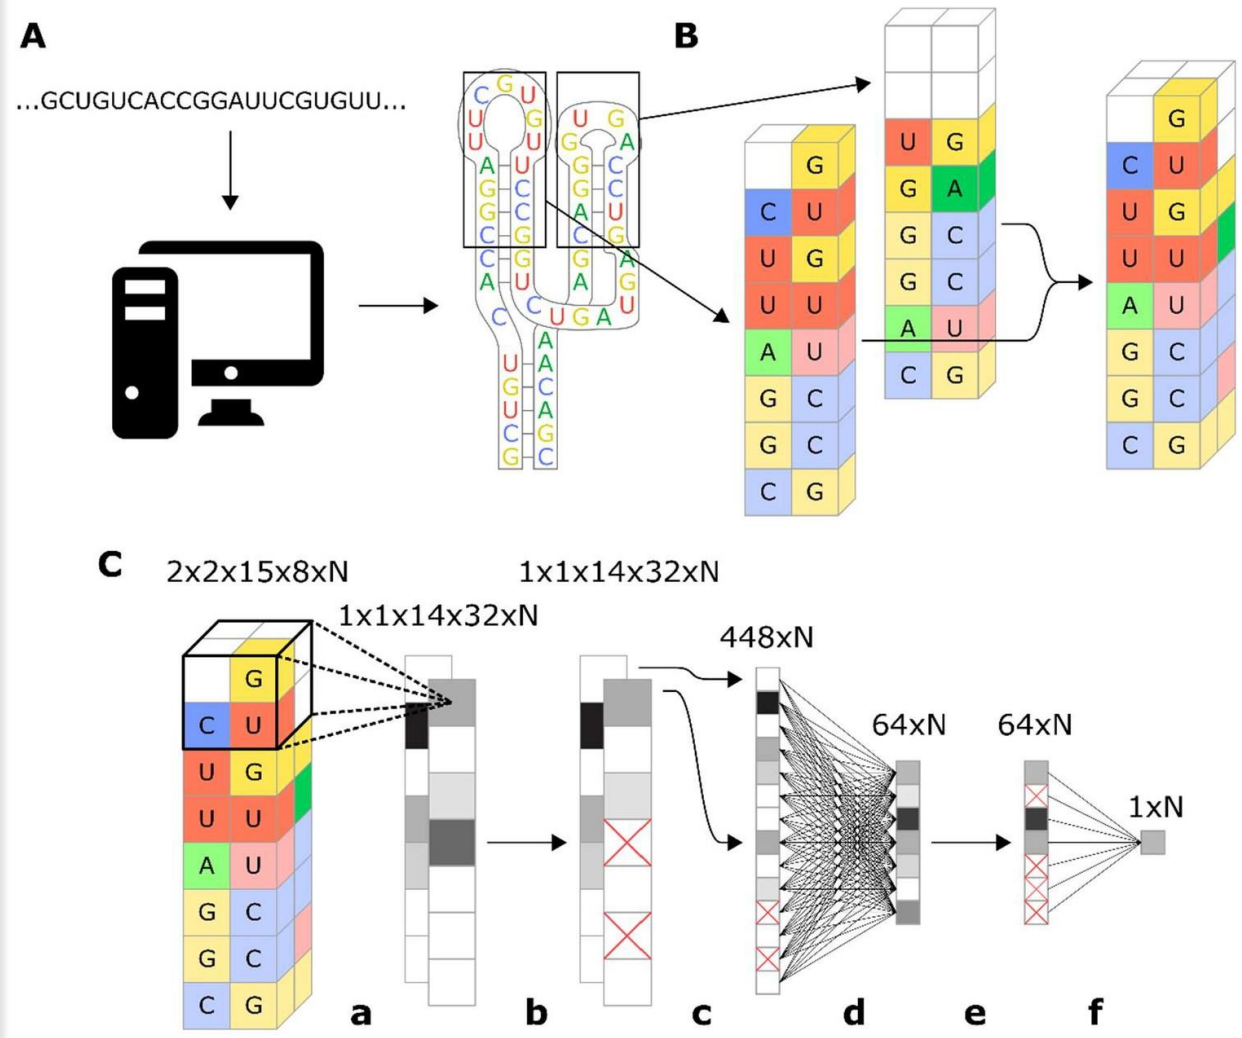 A
B
...GCUGUCACCGGAUUCGUGUU...
G
C U
U G
U U
A U
G C
G C
C G
G C
G C
C G
C G
A U
C
U
G
U
C
G
A
A
C
A
G
C
C U G A
U G
G A
G C
G C
A U
C G
G A
A G
U
G
C U
U G
U U
A U
G C
G C
C G
U G
G A
G C
G C
A U
C G
G
C U
U G
U U
A U
G C
G C
C G
C
2x2x15x8xN
1x1x14x32xN
1x1x14x32xN
448xN
64xN
64xN
1xN
G
C U
U G
U U
A U
G C
G C
C G
a b c d e f